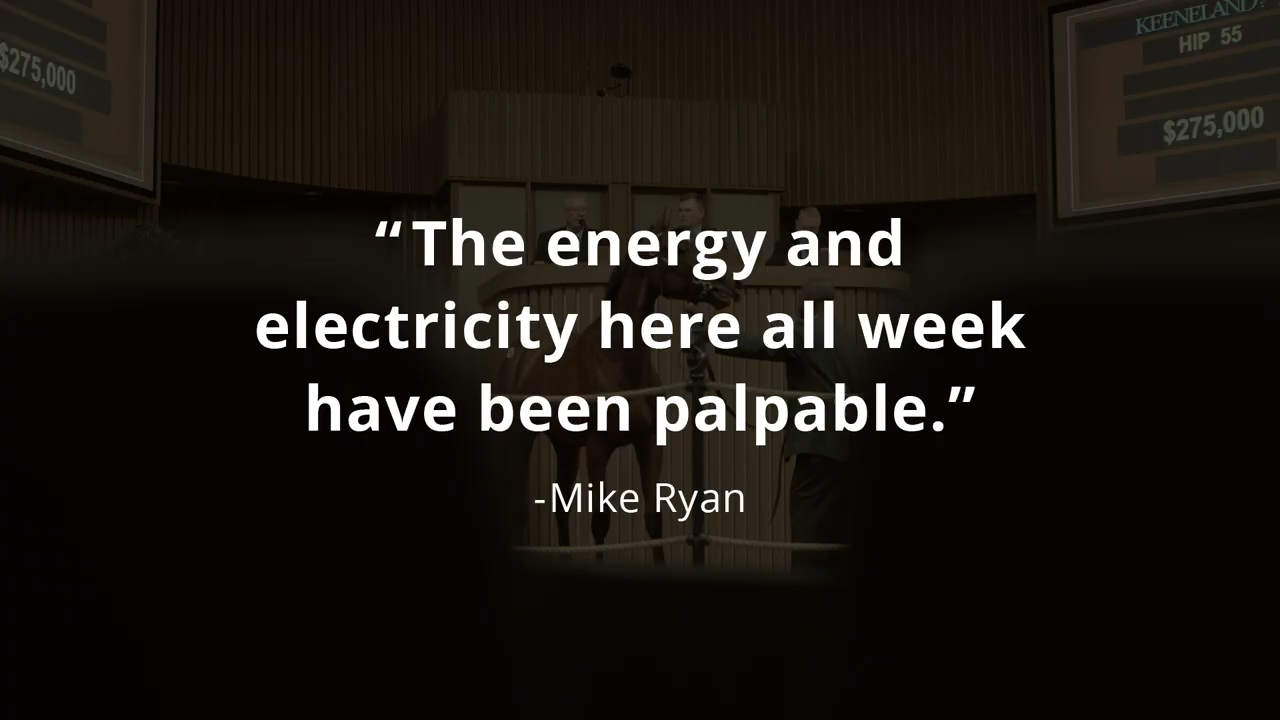 $275,000
KEENELAND
HIP 55
$275,000
“The energy and
electricity here all week
have been palpable.”
-Mike Ryan